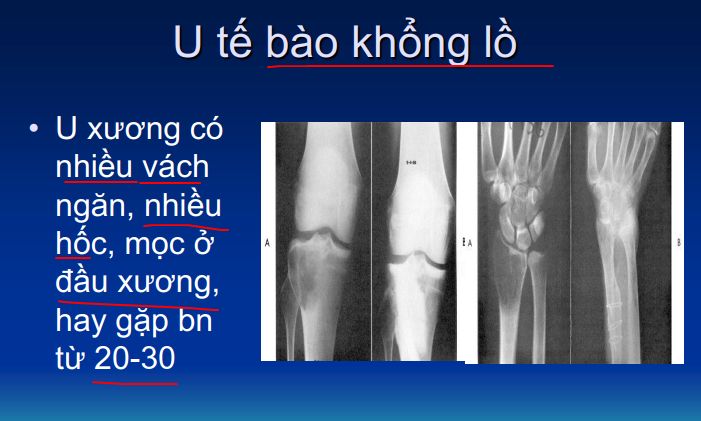 U tế bào khổng lồ
• U xương có
nhiều vách
ngăn, nhiều
hốc, mọc ở
đầu xương,
hay gặp bn
từ 20-30
A
B A
B